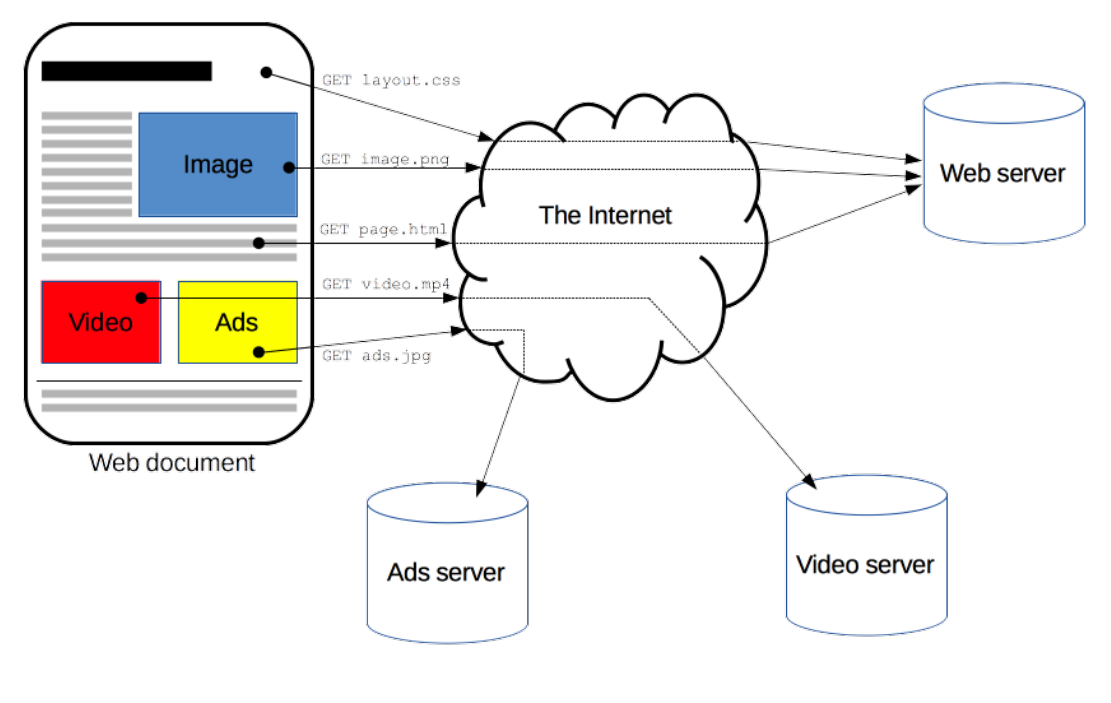 GET layout.css
Image
GET image.png
Web server
The Internet
GET page.html
GET video.mp4
Video
Ads
GET ads.jpg
Web document
Ads server
Video server